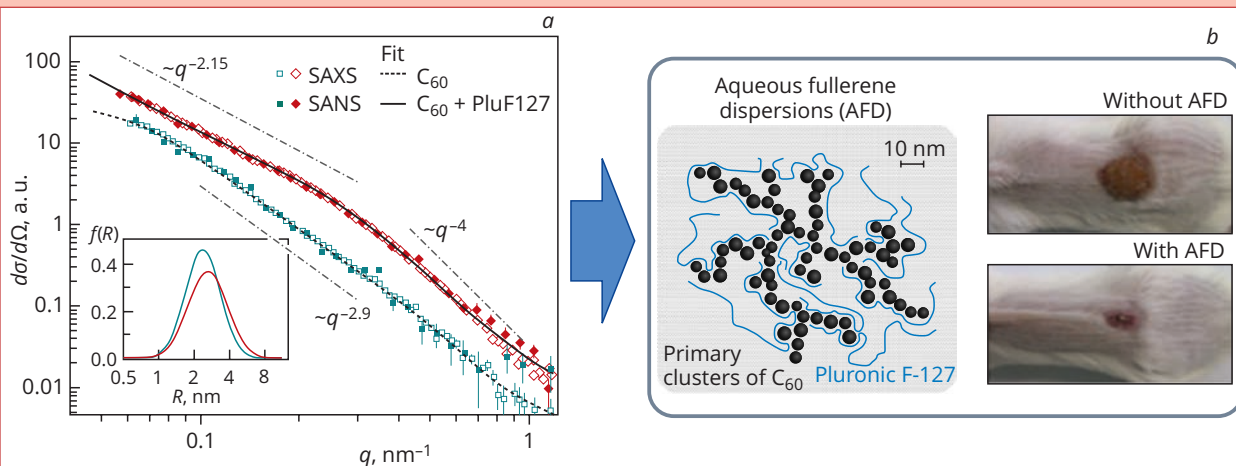 a
100
10
1
0.1
0.01
dσ/dΩ, a. u.
~q⁻²·¹⁵
Fit
SAXS
C₆₀
SANS
C₆₀ + PluF127
~q⁻⁴
~q⁻²·⁹
f(R)
0.4
0.2
0.0
0.5 1 2 4 8
R, nm
0.1 1
q, nm⁻¹
b
Aqueous fullerene
dispersions (AFD)
10 nm
Primary
clusters of C₆₀
Pluronic F-127
Without AFD
With AFD